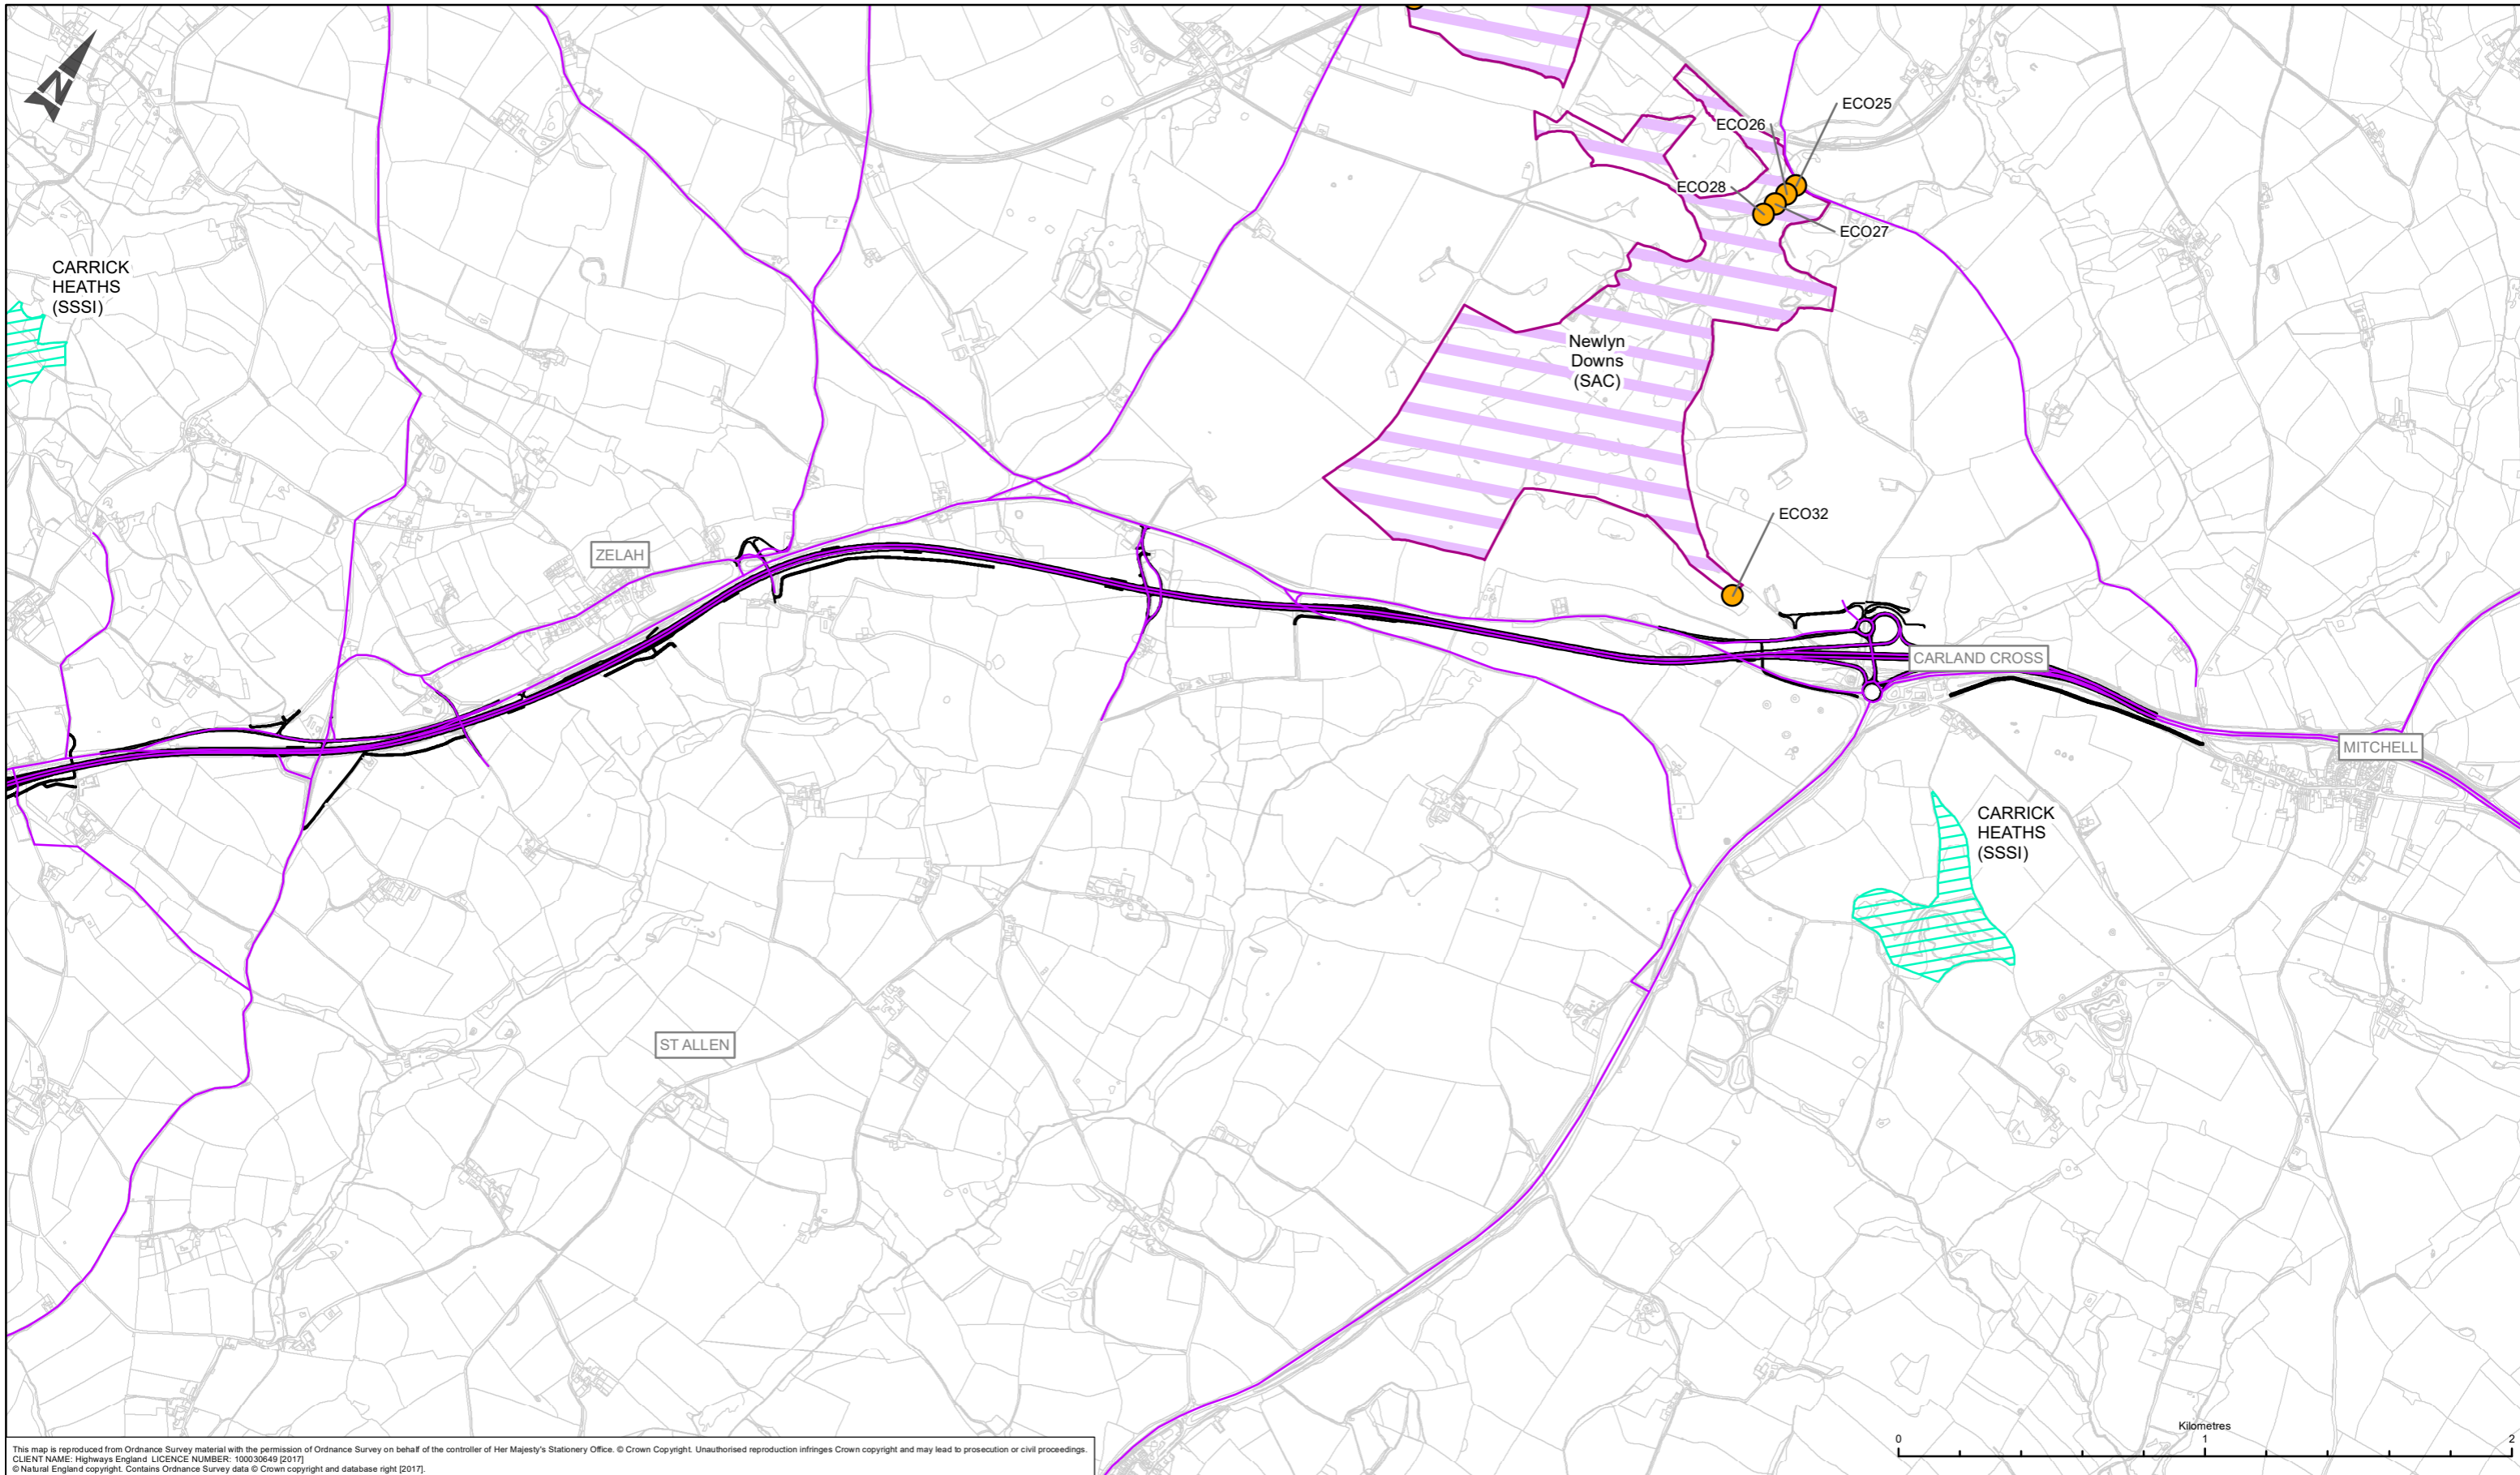 N
ECO25
ECO26
ECO28
ECO27
CARRICK
HEATHS
(SSSI)
Newlyn
Downs
(SAC)
ECO32
ZELAH
CARLAND CROSS
MITCHELL
CARRICK
HEATHS
(SSSI)
ST ALLEN
Kilometres
0 1 2
This map is reproduced from Ordnance Survey material with the permission of Ordnance Survey on behalf of the controller of Her Majesty's Stationery Office. © Crown Copyright. Unauthorised reproduction infringes Crown copyright and may lead to prosecution or civil proceedings.
CLIENT NAME: Highways England LICENCE NUMBER: 100030649 [2017]
© Natural England copyright. Contains Ordnance Survey data © Crown copyright and database right [2017].